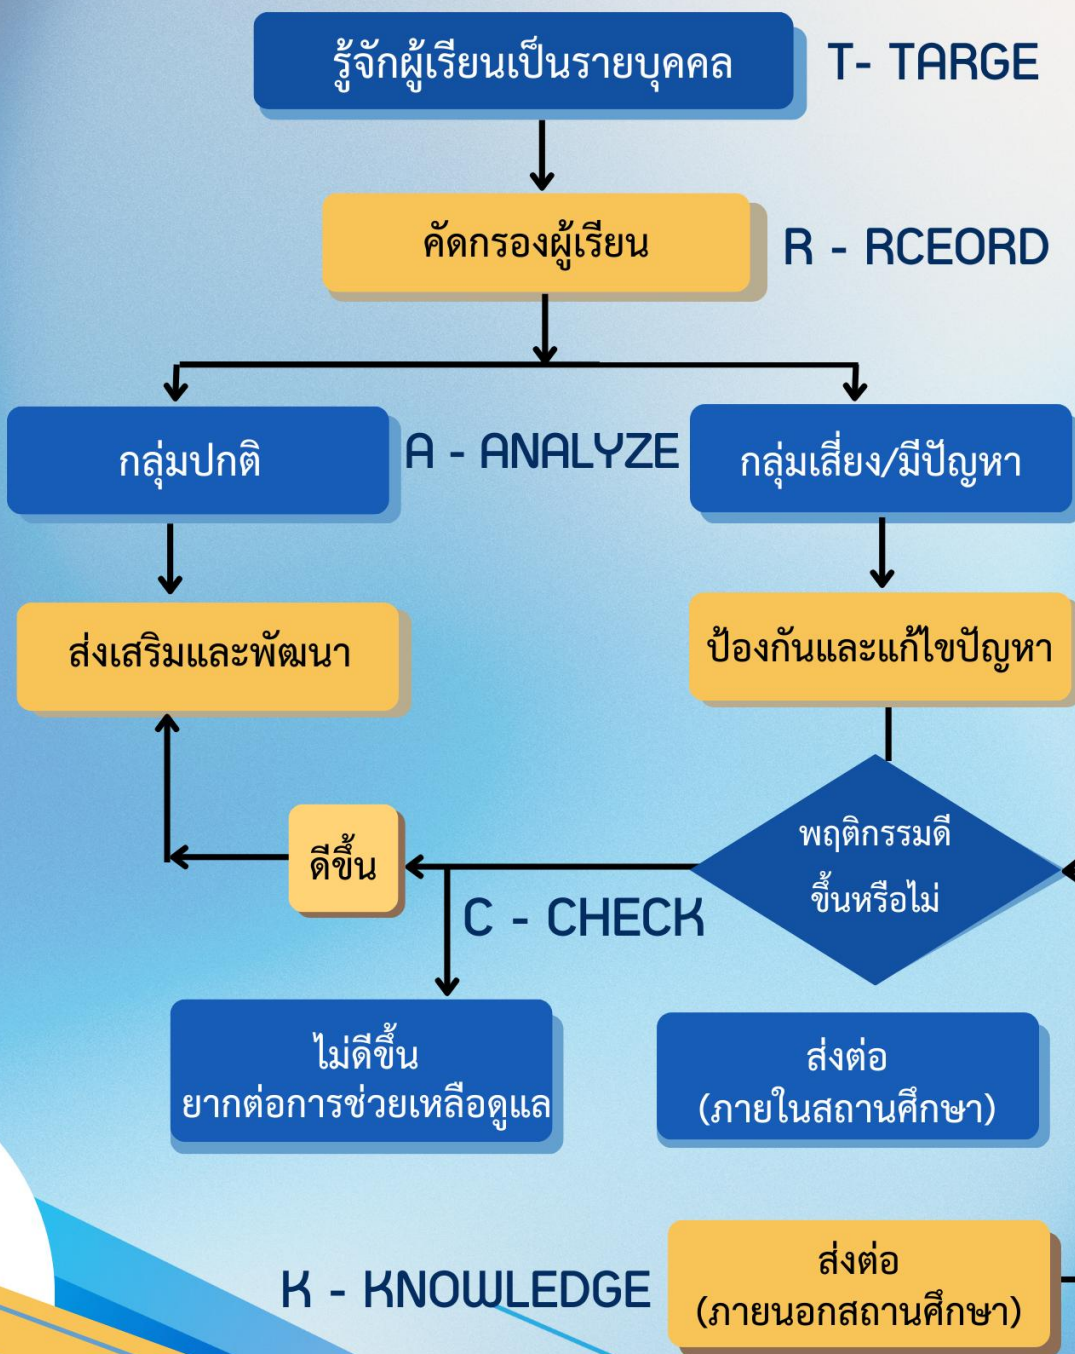 รู้จักผู้เรียนเป็นรายบุคคล
T- TARGE
คัดกรองผู้เรียน
R - RCEORD
กลุ่มปกติ
A - ANALYZE
กลุ่มเสี่ยง/มีปัญหา
ส่งเสริมและพัฒนา
ป้องกันและแก้ไขปัญหา
ดีขึ้น
พฤติกรรมดี
ขึ้นหรือไม่
C - CHECK
ไม่ดีขึ้น
ยากต่อการช่วยเหลือดูแล
ส่งต่อ
(ภายในสถานศึกษา)
K - KNOWLEDGE
ส่งต่อ
(ภายนอกสถานศึกษา)